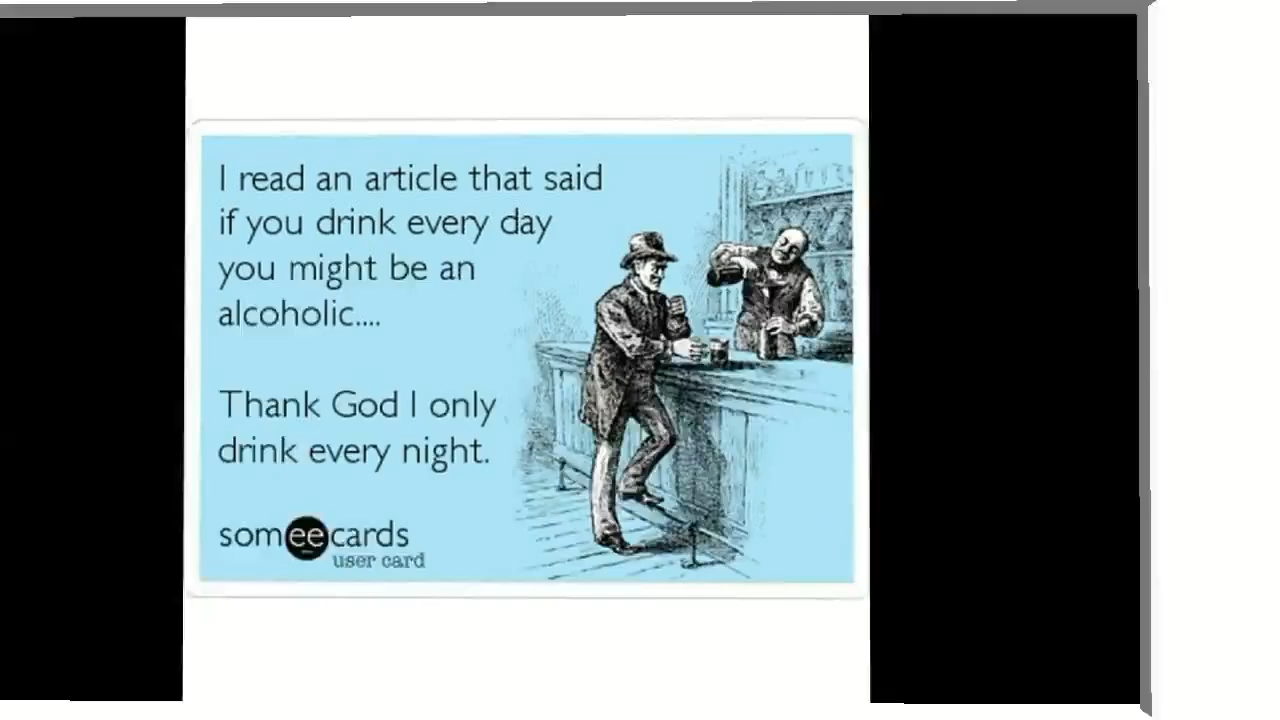 I read an article that said
if you drink every day
you might be an
alcoholic....
Thank God I only
drink every night.
someecards
user card